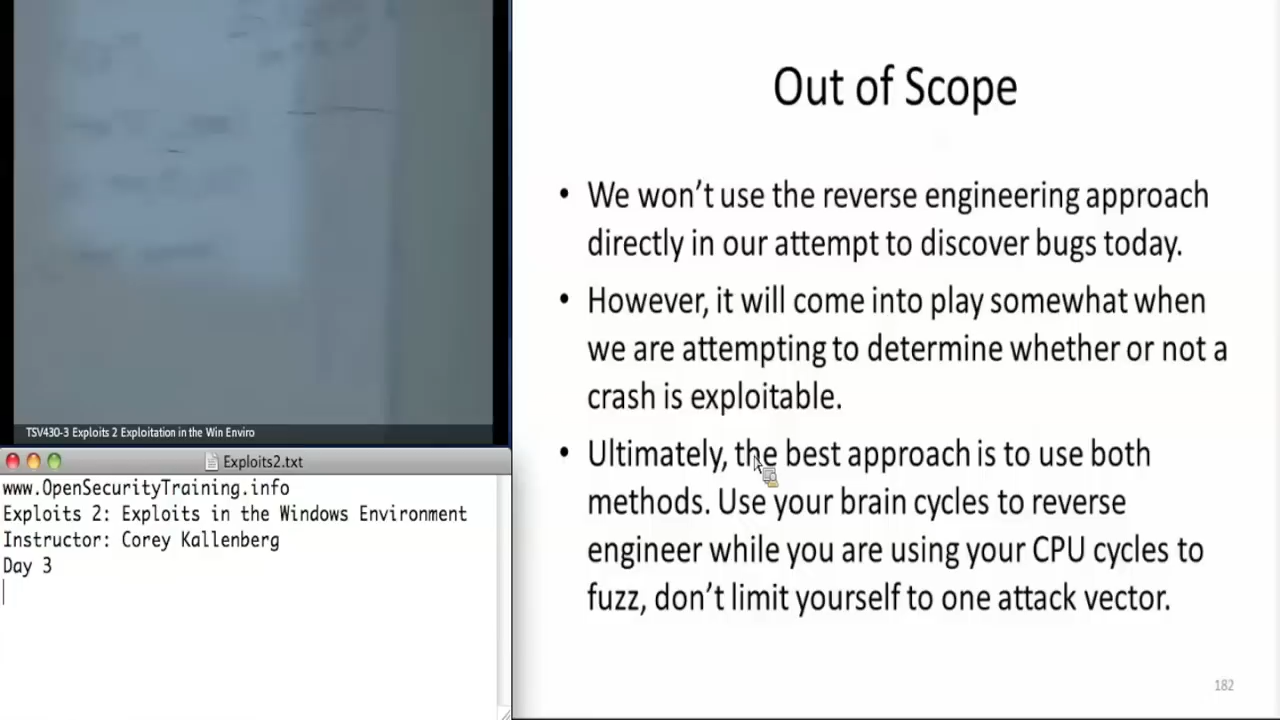 TSV430-3 Exploits 2 Exploitation in the Win Enviro
Exploits2.txt
www.OpenSecurityTraining.info
Exploits 2: Exploits in the Windows Environment
Instructor: Corey Kallenberg
Day 3
Out of Scope
• We won't use the reverse engineering approach
directly in our attempt to discover bugs today.
• However, it will come into play somewhat when
we are attempting to determine whether or not a
crash is exploitable.
• Ultimately, the best approach is to use both
methods. Use your brain cycles to reverse
engineer while you are using your CPU cycles to
fuzz, don't limit yourself to one attack vector.
182